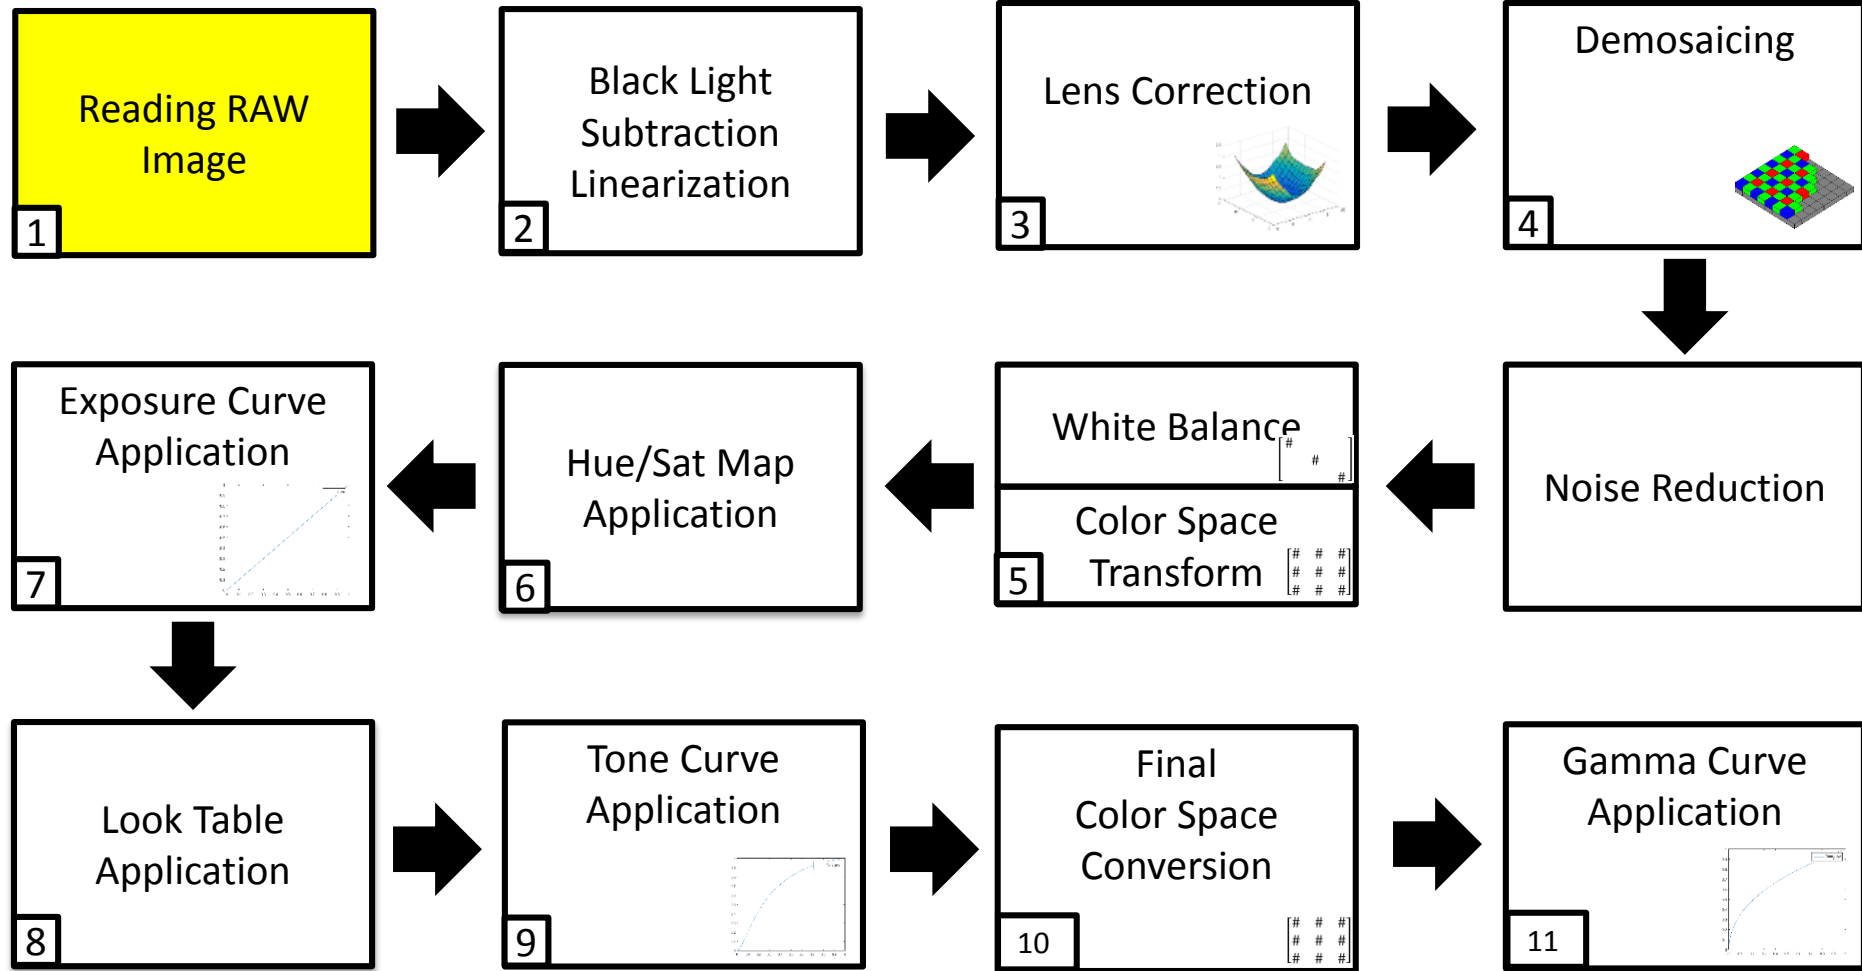 Reading RAW
Image
1
Black Light
Subtraction
Linearization
2
Lens Correction
3
Demosaicing
4
Noise Reduction
White Balance
[# # #]
Color Space
Transform
# # #
# # #
# # #
5
Hue/Sat Map
Application
6
Exposure Curve
Application
7
Look Table
Application
8
Tone Curve
Application
9
Final
Color Space
Conversion
# # #
# # #
# # #
10
Gamma Curve
Application
11